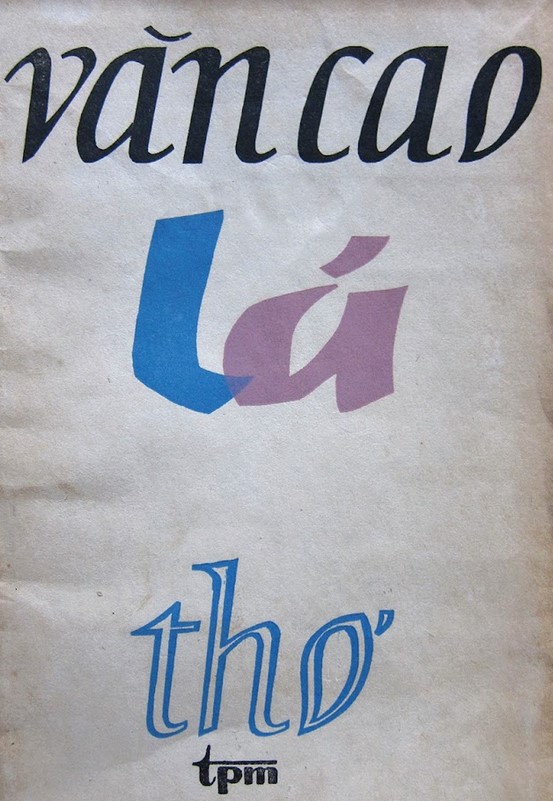 văn cao
lá
thơ
tpm